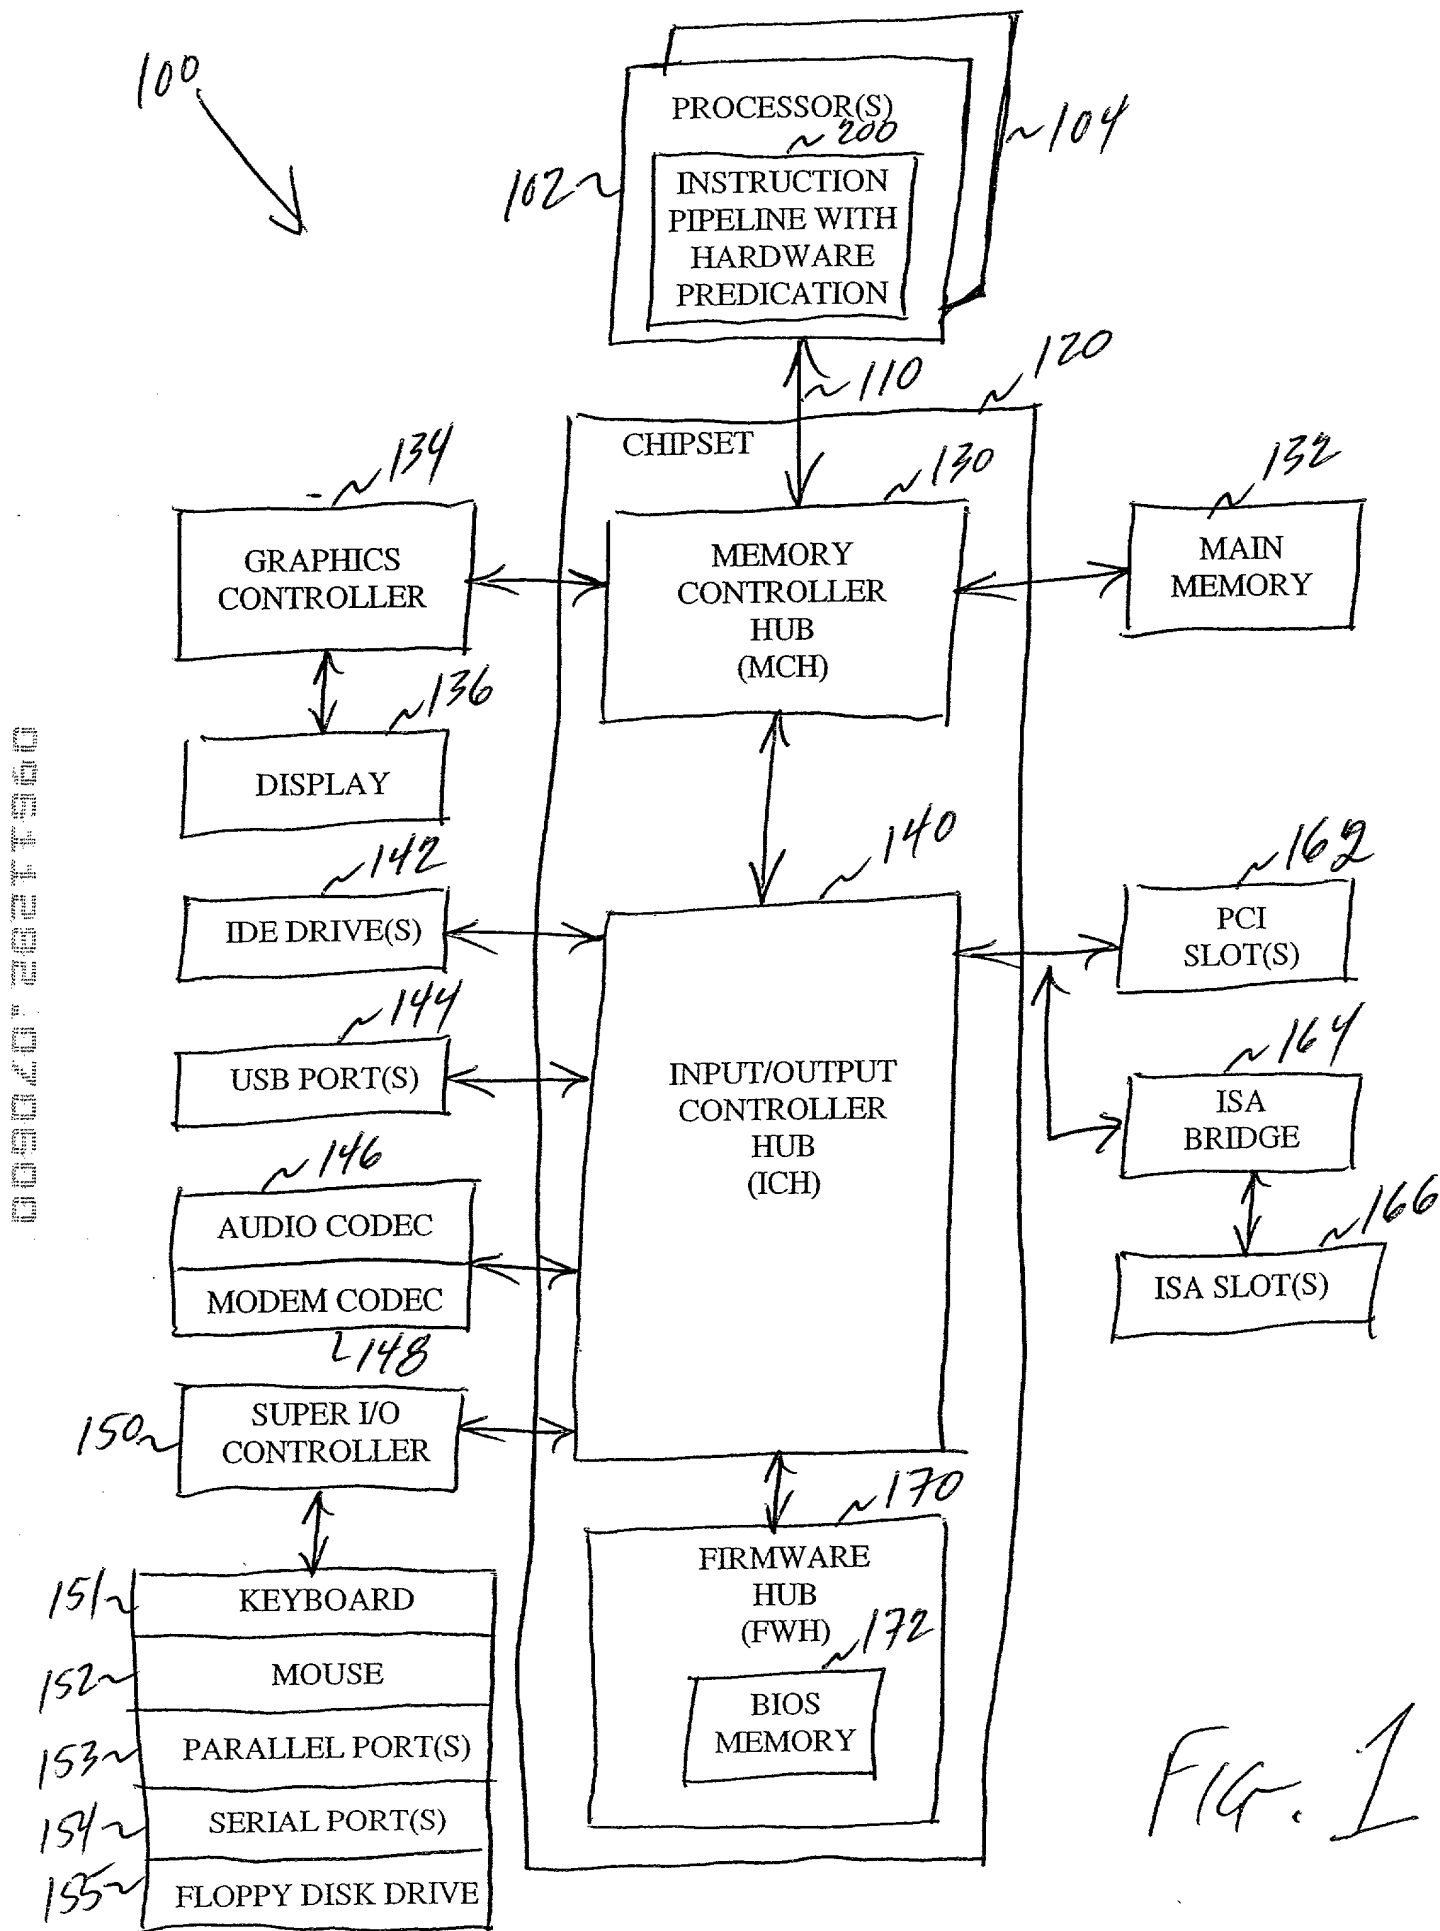 100
PROCESSOR(S)
200
104
102
INSTRUCTION
PIPELINE WITH
HARDWARE
PREDICATION
110
120
CHIPSET
134
130
132
GRAPHICS
CONTROLLER
MEMORY
CONTROLLER
HUB
(MCH)
MAIN
MEMORY
136
DISPLAY
142
140
162
IDE DRIVE(S)
PCI
SLOT(S)
144
USB PORT(S)
INPUT/OUTPUT
CONTROLLER
HUB
(ICH)
164
ISA
BRIDGE
146
AUDIO CODEC
MODEM CODEC
148
166
ISA SLOT(S)
150
SUPER I/O
CONTROLLER
170
FIRMWARE
HUB
(FWH)
172
BIOS
MEMORY
151
KEYBOARD
152
MOUSE
153
PARALLEL PORT(S)
154
SERIAL PORT(S)
155
FLOPPY DISK DRIVE
FIG. 1